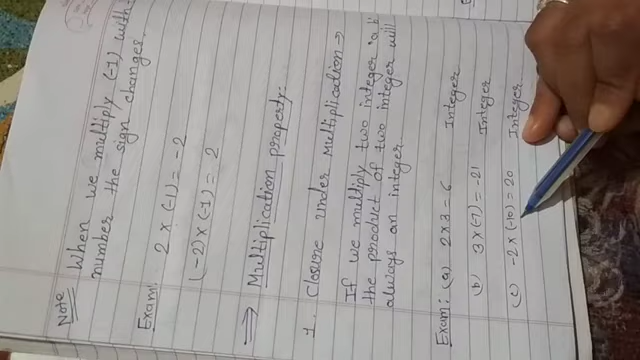 Note When we multiply (-1) with
number the sign changes.
Exam: 2 × (-1) = -2
(-2) × (-1) = 2
⇒ Multiplication property:-
1. Closure under Multiplication →
If we multiply two integer
the product of two integer will
always an integer
Exam: (a) 2 × 3 = 6 Integer
(b) 3 × (-7) = -21 Integer
(c) -2 × (-10) = 20 Integer